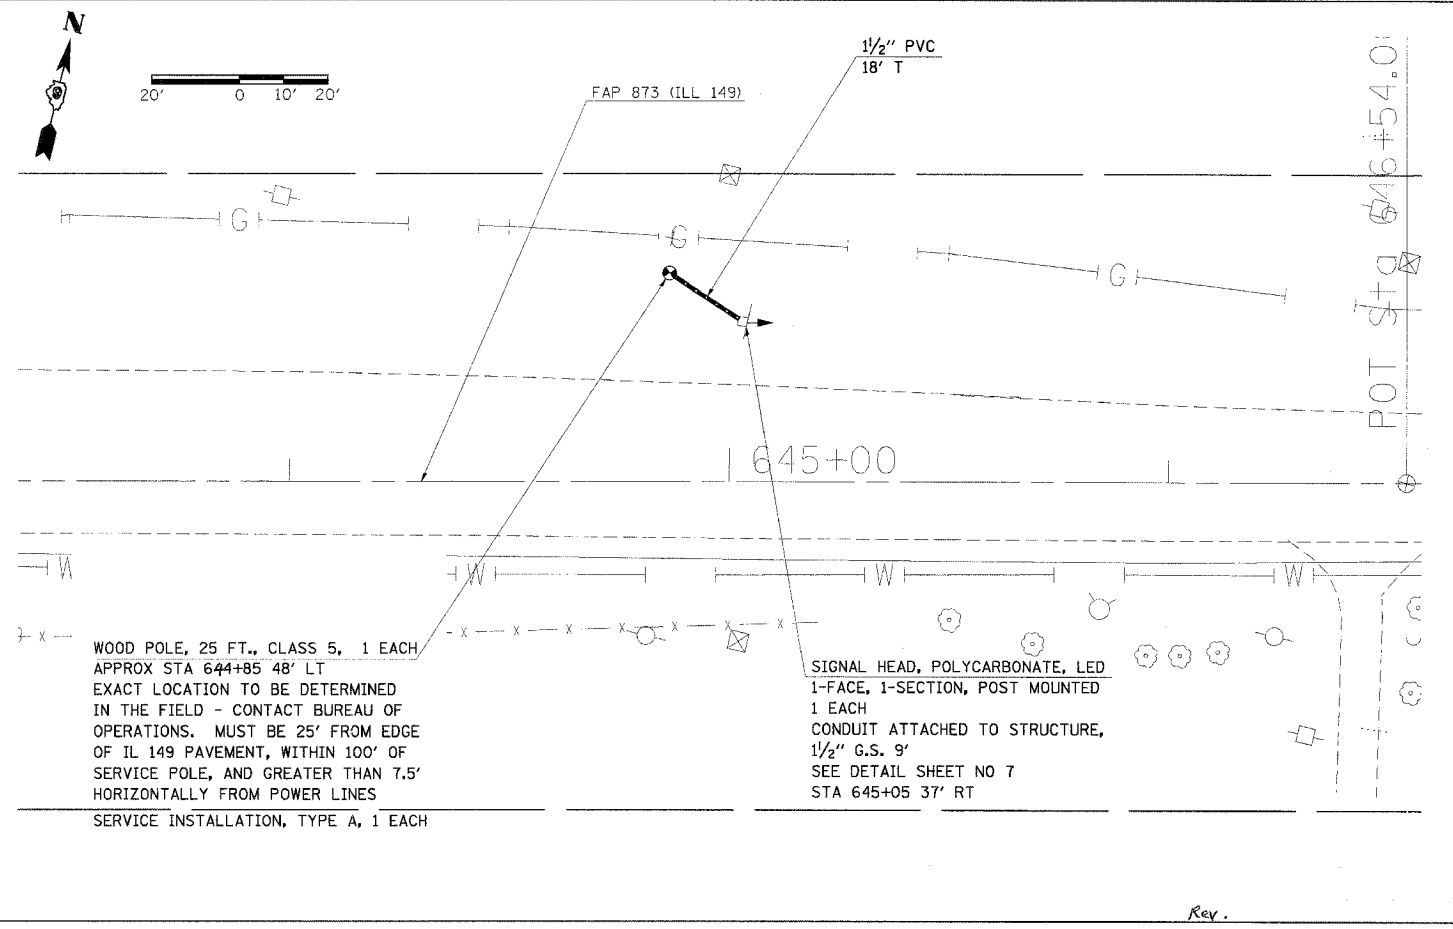 N
20' 0 10' 20'
FAP 873 (ILL 149)
1½" PVC
18' T
G
G
G
POT Sta 646+54.0
645+00
W
W
W
W
X
X X X X X X X
WOOD POLE, 25 FT., CLASS 5, 1 EACH
APPROX STA 644+85 48' LT
EXACT LOCATION TO BE DETERMINED
IN THE FIELD - CONTACT BUREAU OF
OPERATIONS. MUST BE 25' FROM EDGE
OF IL 149 PAVEMENT, WITHIN 100' OF
SERVICE POLE, AND GREATER THAN 7.5'
HORIZONTALLY FROM POWER LINES
SERVICE INSTALLATION, TYPE A, 1 EACH
SIGNAL HEAD, POLYCARBONATE, LED
1-FACE, 1-SECTION, POST MOUNTED
1 EACH
CONDUIT ATTACHED TO STRUCTURE,
1½" G.S. 9'
SEE DETAIL SHEET NO 7
STA 645+05 37' RT
Rev.